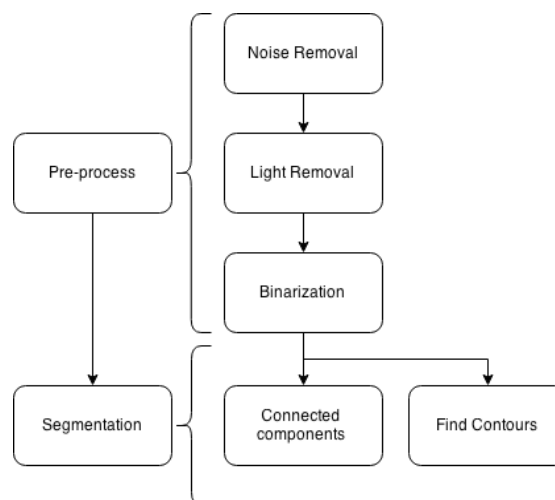 Noise Removal
Pre-process
Light Removal
Binarization
Segmentation
Connected
components
Find Contours